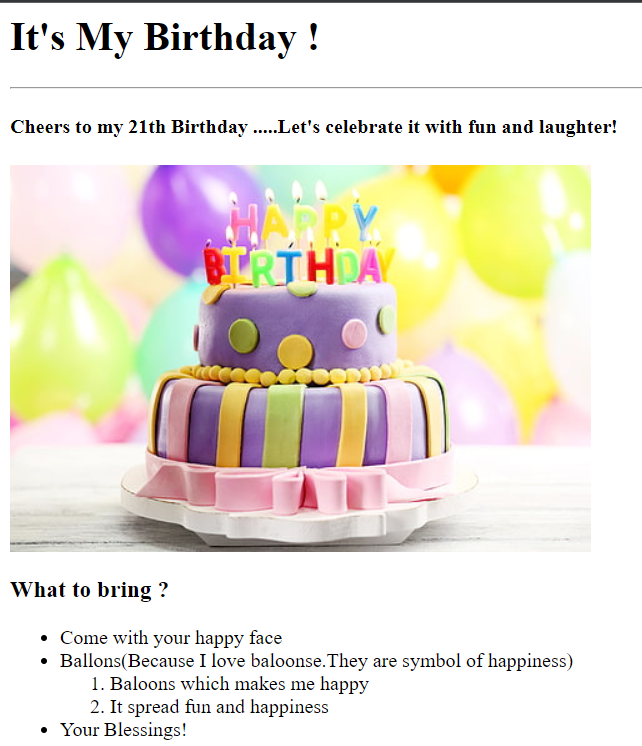 It's My Birthday !
Cheers to my 21th Birthday .....Let's celebrate it with fun and laughter!
HAPPY
BIRTHDAY
What to bring ?
• Come with your happy face
• Ballons(Because I love baloonse.They are symbol of happiness)
1. Baloons which makes me happy
2. It spread fun and happiness
• Your Blessings!